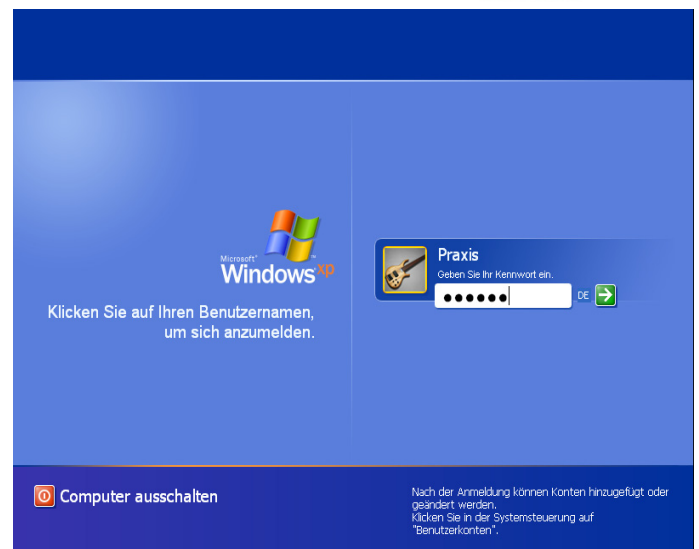 Microsoft
Windows xp
Klicken Sie auf Ihren Benutzernamen,
um sich anzumelden.
Praxis
Geben Sie Ihr Kennwort ein.
●●●●●●
DE
Computer ausschalten
Nach der Anmeldung können Konten hinzugefügt oder
geändert werden.
Klicken Sie in der Systemsteuerung auf
"Benutzerkonten".